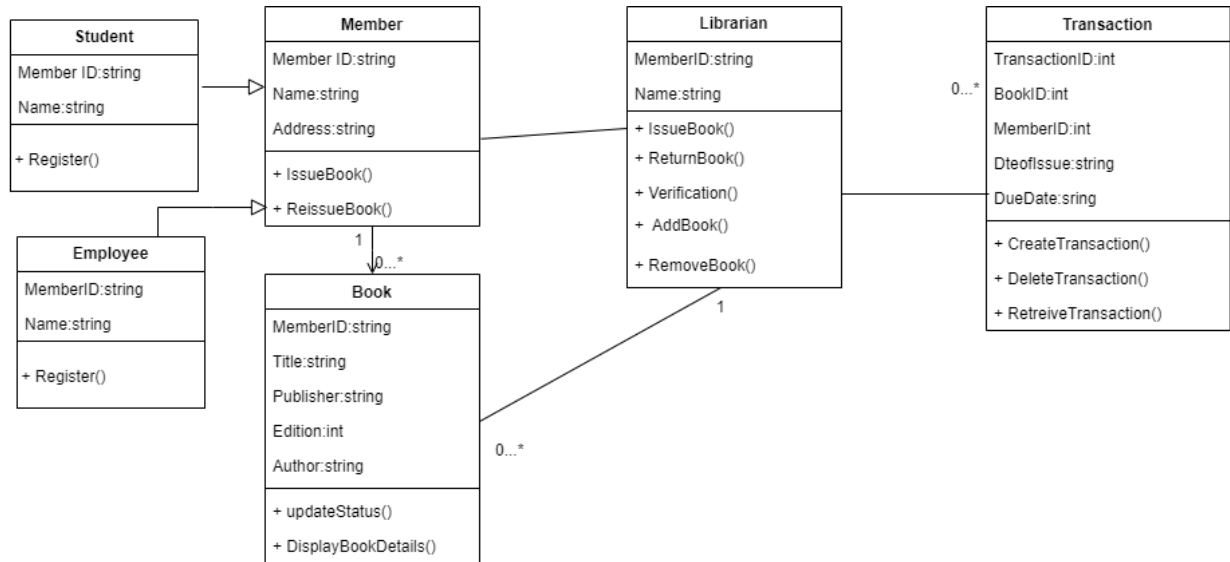 Student
Member ID:string
Name:string
+ Register()
Employee
MemberID:string
Name:string
+ Register()
Member
Member ID:string
Name:string
Address:string
+ IssueBook()
+ ReissueBook()
1
0...*
Book
MemberID:string
Title:string
Publisher:string
Edition:int
Author:string
+ updateStatus()
+ DisplayBookDetails()
0...*
Librarian
MemberID:string
Name:string
+ IssueBook()
+ ReturnBook()
+ Verification()
+ AddBook()
+ RemoveBook()
1
0...*
Transaction
TransactionID:int
BookID:int
MemberID:int
DteofIssue:string
DueDate:sring
+ CreateTransaction()
+ DeleteTransaction()
+ RetreiveTransaction()